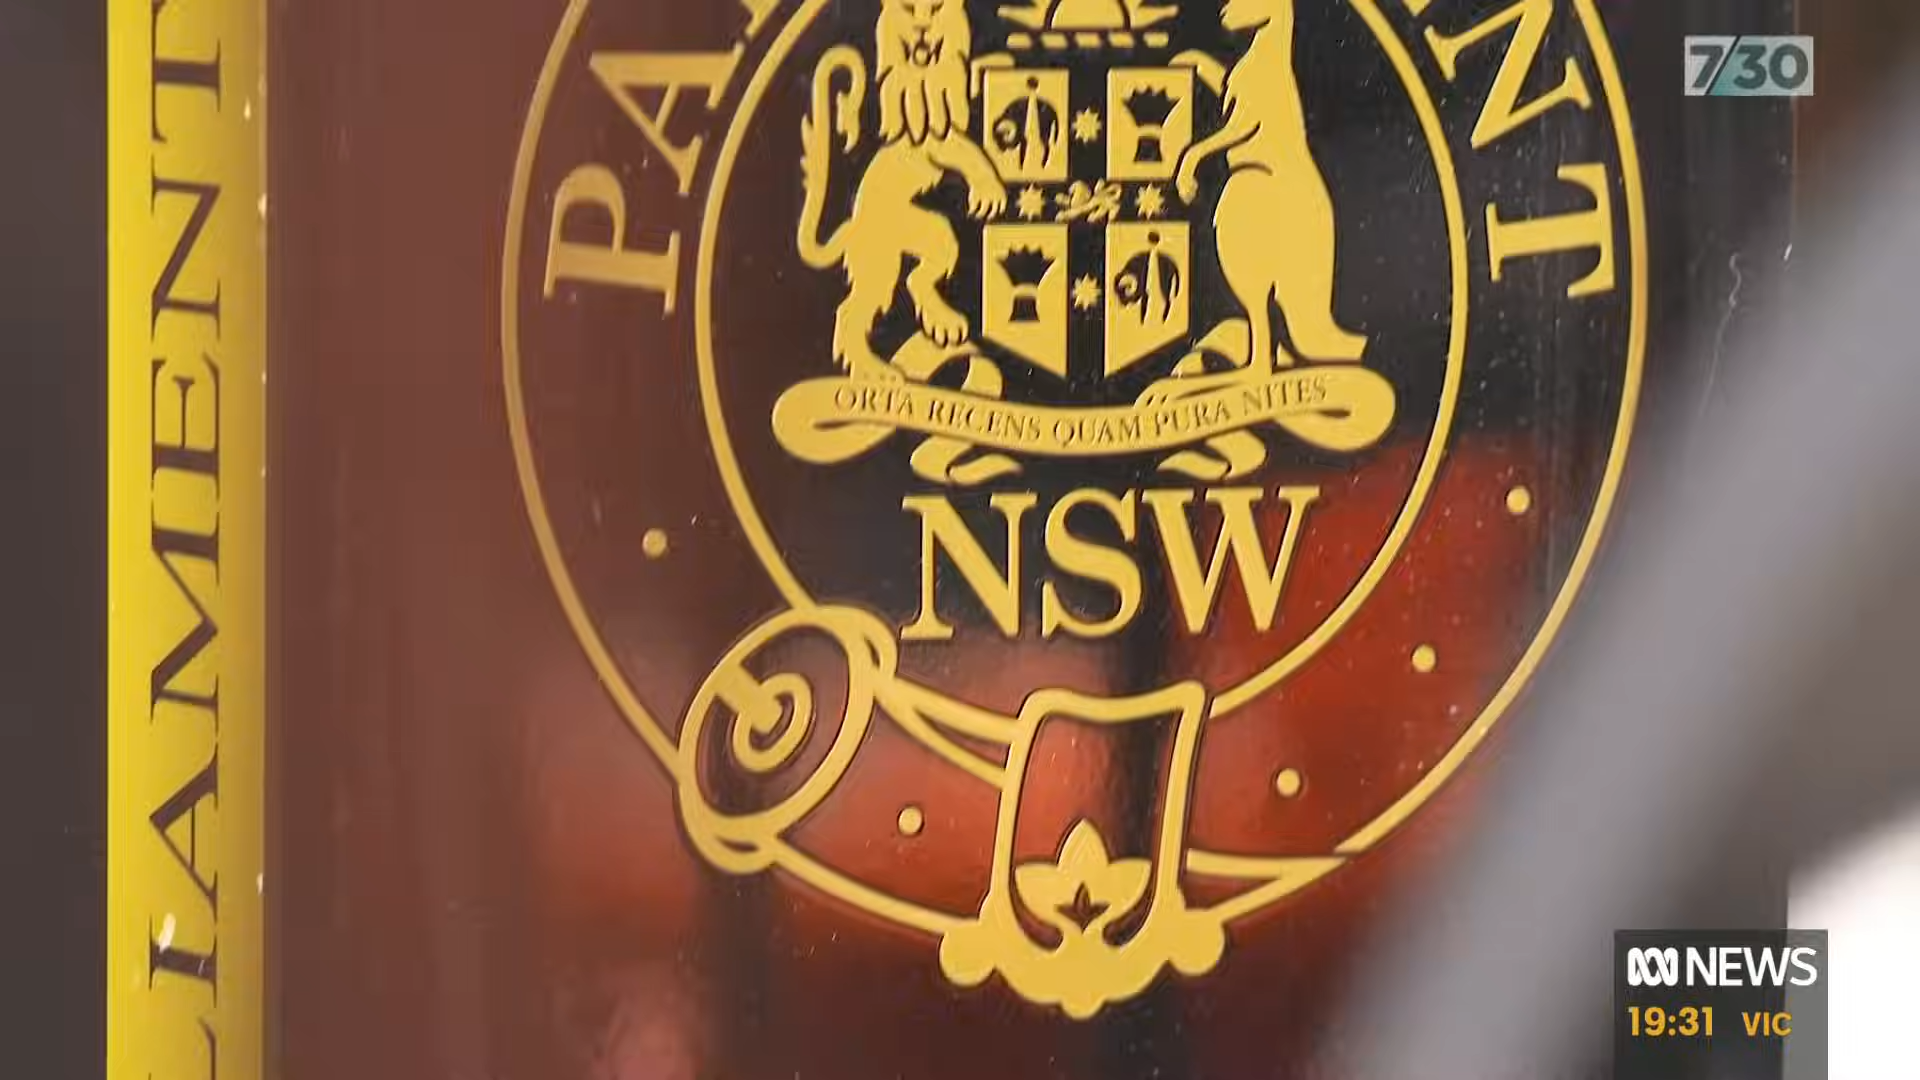 7/30
LIAMENT
PA
NT
ORTA RECENS QUAM PURA NITES
NSW
NEWS
19:31 VIC